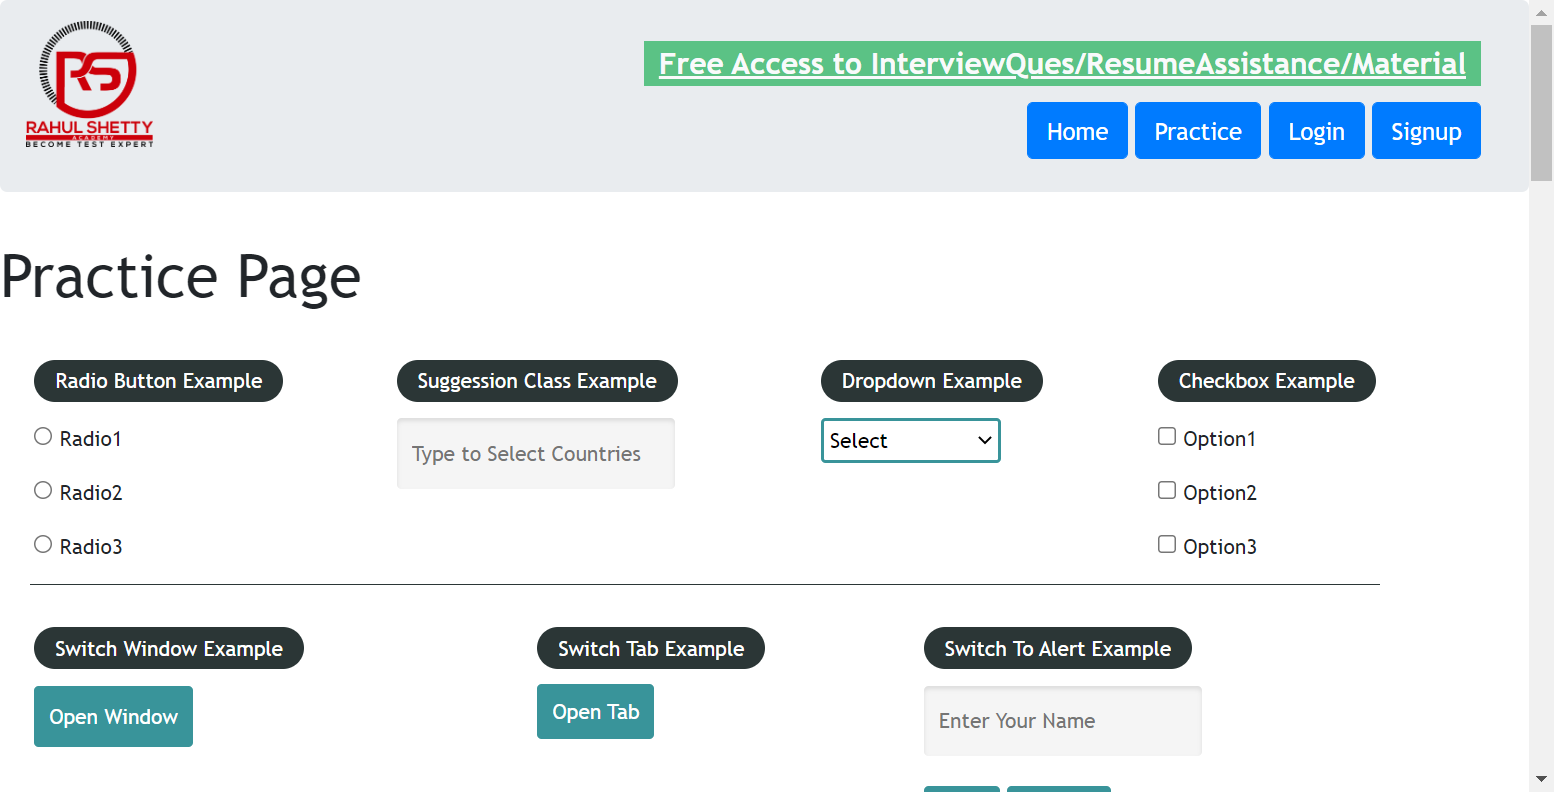 RS
RAHUL SHETTY
ACADEMY
BECOME TEST EXPERT
Free Access to InterviewQues/ResumeAssistance/Material
Home Practice Login Signup
Practice Page
Radio Button Example
Radio1
Radio2
Radio3
Suggession Class Example
Type to Select Countries
Dropdown Example
Select
Checkbox Example
Option1
Option2
Option3
Switch Window Example
Open Window
Switch Tab Example
Open Tab
Switch To Alert Example
Enter Your Name